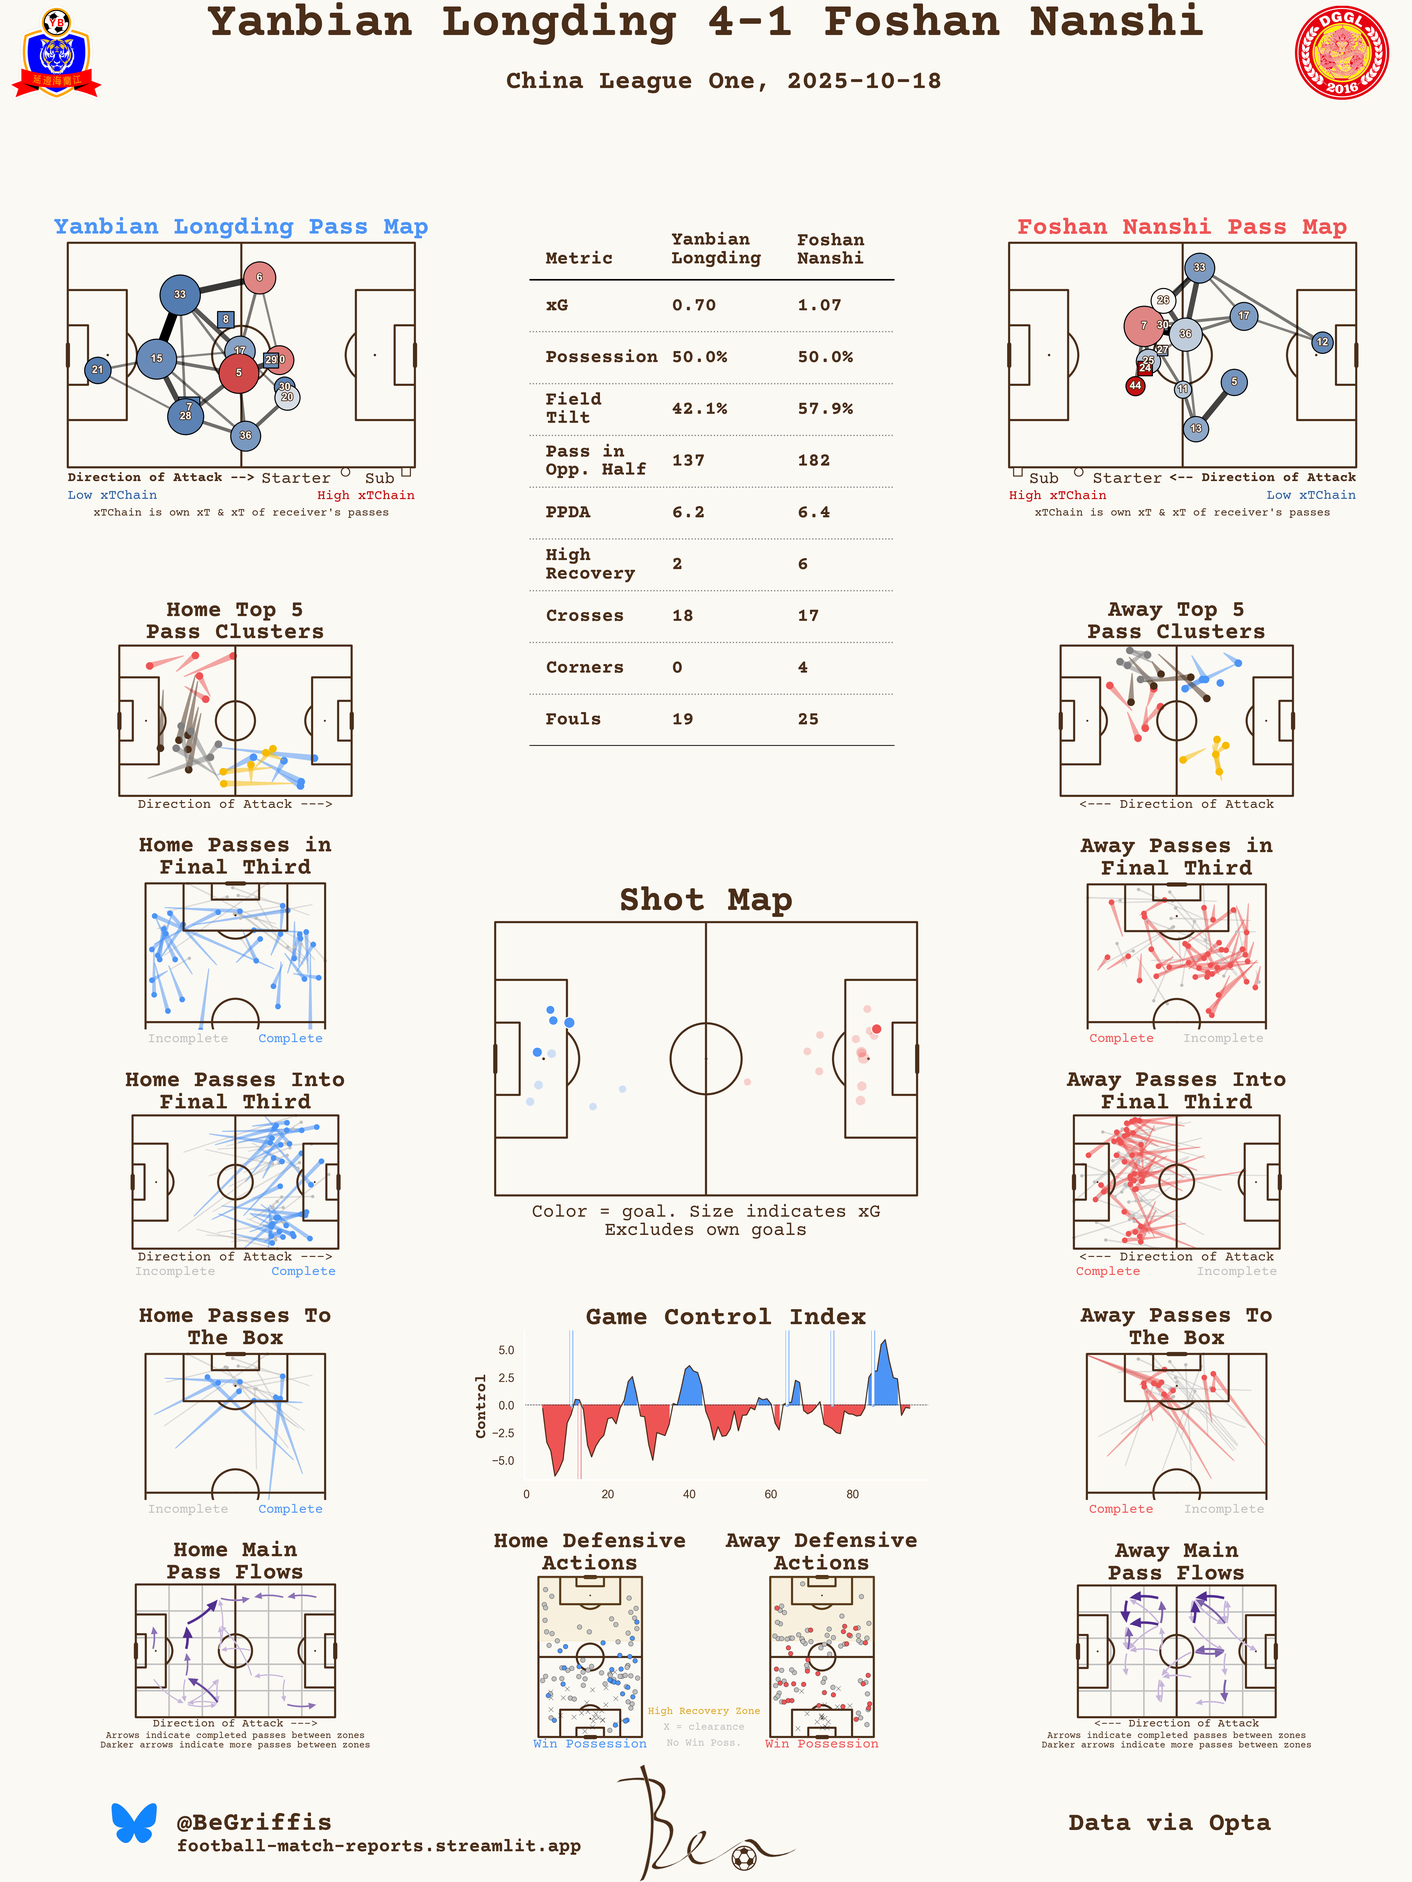 Yanbian Longding 4-1 Foshan Nanshi
China League One, 2025-10-18
YB
延邊海蘭江
DGGL
2016
Yanbian Longding Pass Map
33
6
8
15
17
29
0
21
5
30
20
7
28
36
Direction of Attack --> Starter Sub
Low xTChain High xTChain
xTChain is own xT & xT of receiver's passes
Metric Yanbian Longding Foshan Nanshi
xG 0.70 1.07
Possession 50.0% 50.0%
Field Tilt 42.1% 57.9%
Pass in Opp. Half 137 182
PPDA 6.2 6.4
High Recovery 2 6
Crosses 18 17
Corners 0 4
Fouls 19 25
Foshan Nanshi Pass Map
33
26
17
7
30
36
12
27
25
24
44
11
5
13
Sub Starter <-- Direction of Attack
High xTChain Low xTChain
xTChain is own xT & xT of receiver's passes
Home Top 5
Pass Clusters
Direction of Attack --->
Away Top 5
Pass Clusters
<--- Direction of Attack
Home Passes in
Final Third
Incomplete Complete
Away Passes in
Final Third
Complete Incomplete
Shot Map
Color = goal. Size indicates xG
Excludes own goals
Home Passes Into
Final Third
Direction of Attack --->
Incomplete Complete
Away Passes Into
Final Third
<--- Direction of Attack
Complete Incomplete
Home Passes To
The Box
Incomplete Complete
Game Control Index
Control
5.0
2.5
0.0
−2.5
−5.0
0 20 40 60 80
Away Passes To
The Box
Complete Incomplete
Home Main
Pass Flows
Direction of Attack --->
Arrows indicate completed passes between zones
Darker arrows indicate more passes between zones
Home Defensive
Actions
Win Possession
High Recovery Zone
X = clearance
No Win Poss.
Away Defensive
Actions
Win Possession
Away Main
Pass Flows
<--- Direction of Attack
Arrows indicate completed passes between zones
Darker arrows indicate more passes between zones
@BeGriffis
football-match-reports.streamlit.app
Ben
Data via Opta